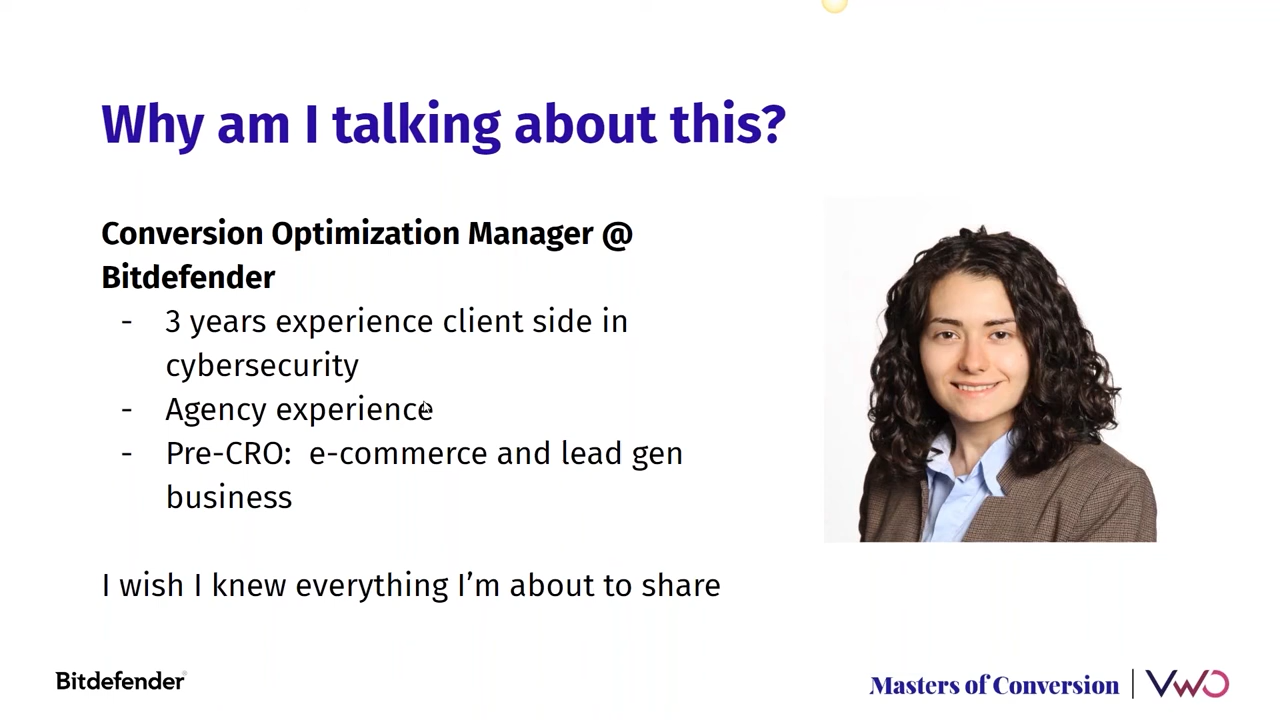 Why am I talking about this?
Conversion Optimization Manager @
Bitdefender
- 3 years experience client side in
cybersecurity
- Agency experience
- Pre-CRO:  e-commerce and lead gen
business
I wish I knew everything I’m about to share
Bitdefender®
Masters of Conversion | VWO